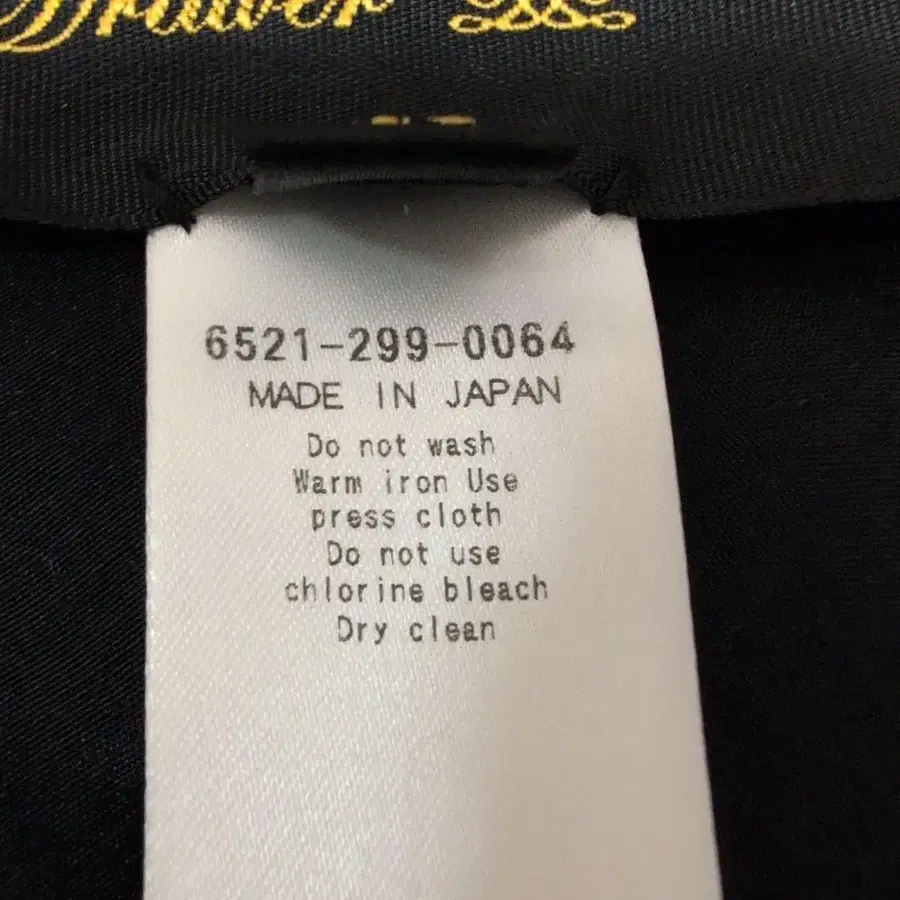 Drawer
6521-299-0064
MADE IN JAPAN
Do not wash
Warm iron Use
press cloth
Do not use
chlorine bleach
Dry clean